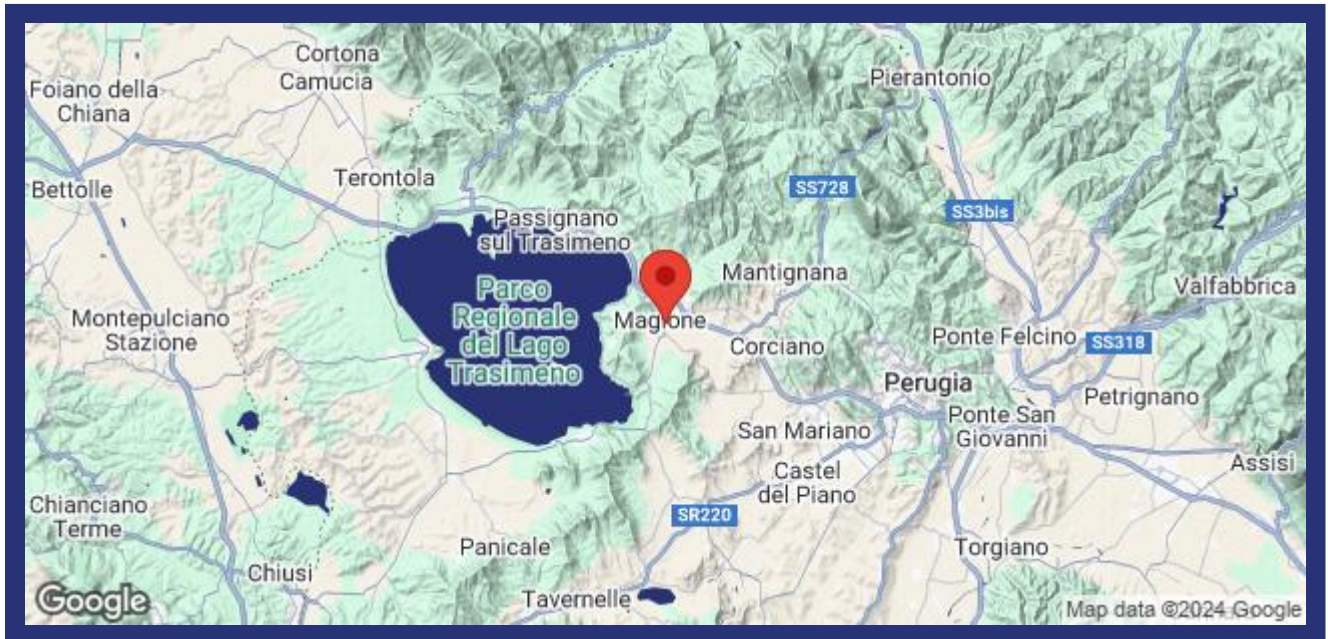 Cortona
Camucia
Pierantonio
Foiano della
Chiana
Terontola
Bettolle
SS728
SS3bis
Passignano
sul Trasimeno
Mantignana
Valfabbrica
Parco
Regionale
del Lago
Trasimeno
Montepulciano
Stazione
Magione
Corciano
Ponte Felcino
SS318
Perugia
Petrignano
Ponte San
Giovanni
San Mariano
Assisi
Castel
del Piano
Chianciano
Terme
SR220
Panicale
Torgiano
Chiusi
Tavernelle
Google
Map data ©2024 Google